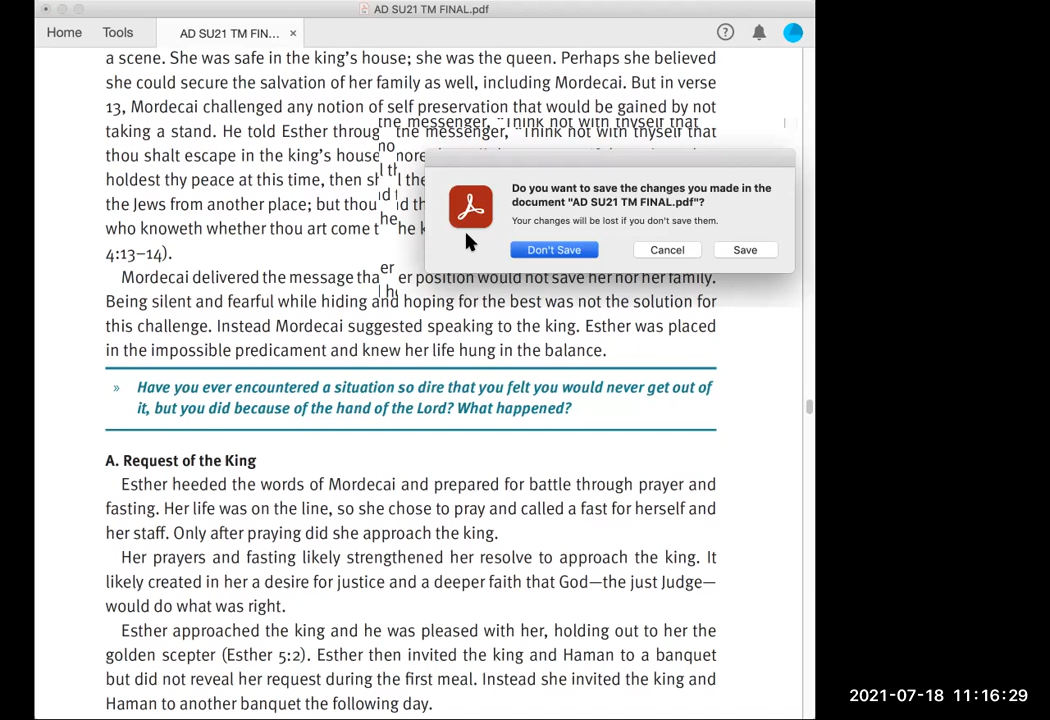 AD SU21 TM FINAL.pdf
Home Tools AD SU21 TM FIN... ×
a scene. She was safe in the king's house; she was the queen. Perhaps she believed
she could secure the salvation of her family as well, including Mordecai. But in verse
13, Mordecai challenged any notion of self preservation that would be gained by not
the messenger, "Think not with thyself that
taking a stand. He told Esther throug the messenger, "Think not with thyself that
thou shalt escape in the king's house more
holdest thy peace at this time, then sh l the
the Jews from another place; but thou d th
who knoweth whether thou art come t he k
4:13–14).
Do you want to save the changes you made in the
document "AD SU21 TM FINAL.pdf"?
Your changes will be lost if you don't save them.
Don't Save Cancel Save
Mordecai delivered the message tha er position would not save her nor her family.
Being silent and fearful while hiding and hoping for the best was not the solution for
this challenge. Instead Mordecai suggested speaking to the king. Esther was placed
in the impossible predicament and knew her life hung in the balance.
» Have you ever encountered a situation so dire that you felt you would never get out of
it, but you did because of the hand of the Lord? What happened?
A. Request of the King
Esther heeded the words of Mordecai and prepared for battle through prayer and
fasting. Her life was on the line, so she chose to pray and called a fast for herself and
her staff. Only after praying did she approach the king.
Her prayers and fasting likely strengthened her resolve to approach the king. It
likely created in her a desire for justice and a deeper faith that God—the just Judge—
would do what was right.
Esther approached the king and he was pleased with her, holding out to her the
golden scepter (Esther 5:2). Esther then invited the king and Haman to a banquet
but did not reveal her request during the first meal. Instead she invited the king and
Haman to another banquet the following day.
2021-07-18 11:16:29